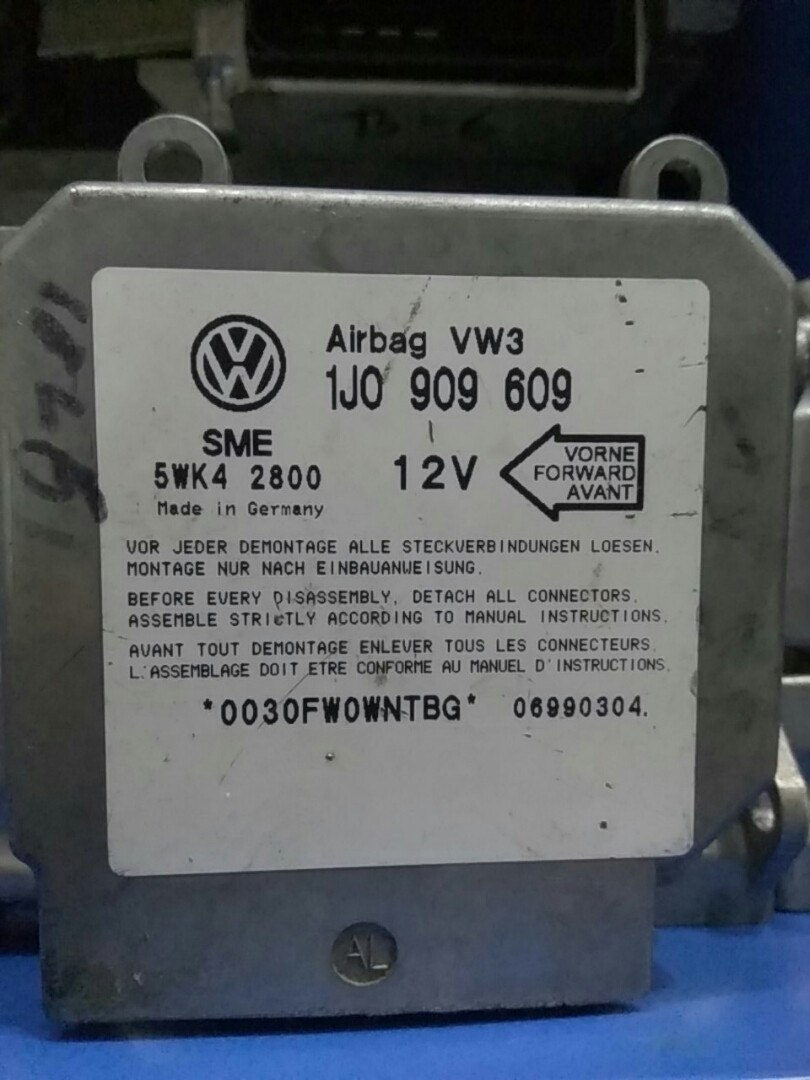 Airbag VW3
1J0 909 609
SME
5WK4 2800
12V
VORNE
FORWARD
AVANT
Made in Germany
VOR JEDER DEMONTAGE ALLE STECKVERBINDUNGEN LOESEN.
MONTAGE NUR NACH EINBAUANWEISUNG.
BEFORE EVERY DISASSEMBLY, DETACH ALL CONNECTORS.
ASSEMBLE STRICTLY ACCORDING TO MANUAL INSTRUCTIONS.
AVANT TOUT DEMONTAGE ENLEVER TOUS LES CONNECTEURS.
L'ASSEMBLAGE DOIT ETRE CONFORME AU MANUEL D'INSTRUCTIONS.
*0030FW0WNTBG* 06990304.
AL